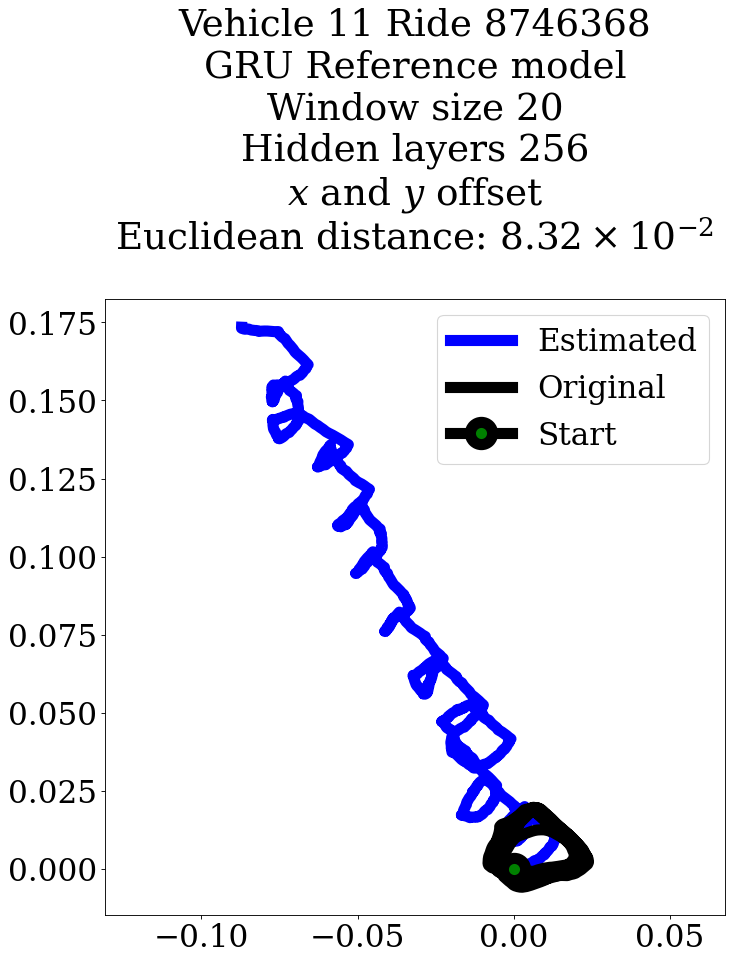 Vehicle 11 Ride 8746368
GRU Reference model
Window size 20
Hidden layers 256
x and y offset
Euclidean distance: 8.32 × 10⁻²
Estimated
Original
Start
0.175
0.150
0.125
0.100
0.075
0.050
0.025
0.000
−0.10 −0.05 0.00 0.05